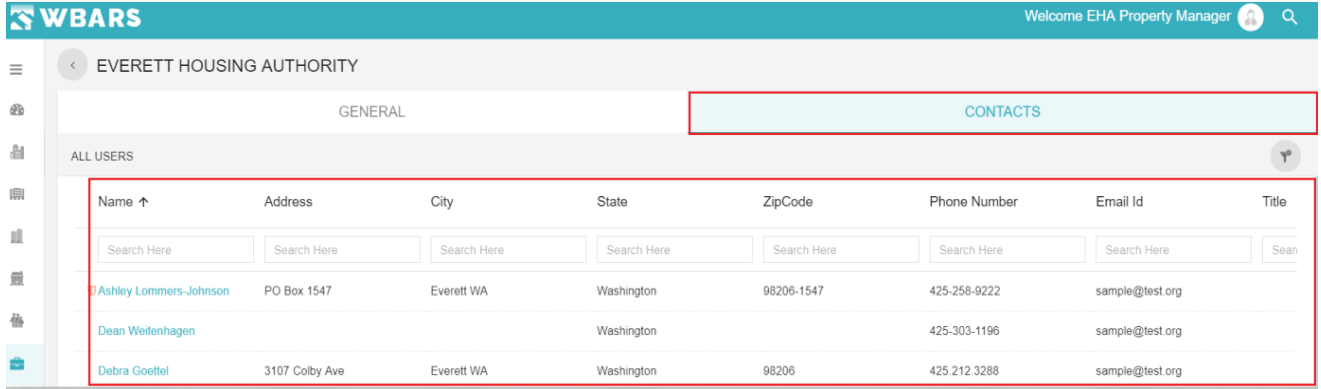 WBARS
Welcome EHA Property Manager
EVERETT HOUSING AUTHORITY
GENERAL CONTACTS
ALL USERS
Name Address City State ZipCode Phone Number Email Id Title
Search Here Search Here Search Here Search Here Search Here Search Here Search Here Sear
Ashley Lommers-Johnson PO Box 1547 Everett WA Washington 98206-1547 425-258-9222 sample@test.org
Dean Weitenhagen Washington 425-303-1196 sample@test.org
Debra Goettel 3107 Colby Ave Everett WA Washington 98206 425.212.3288 sample@test.org